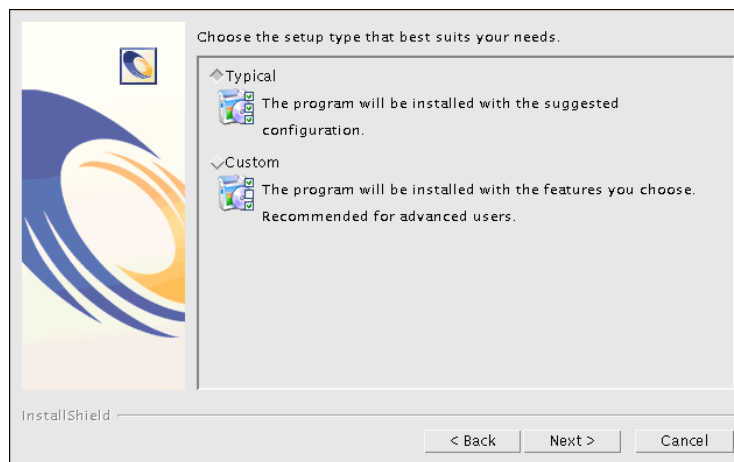 Choose the setup type that best suits your needs.
Typical
The program will be installed with the suggested
configuration.
Custom
The program will be installed with the features you choose.
Recommended for advanced users.
InstallShield
< Back
Next >
Cancel